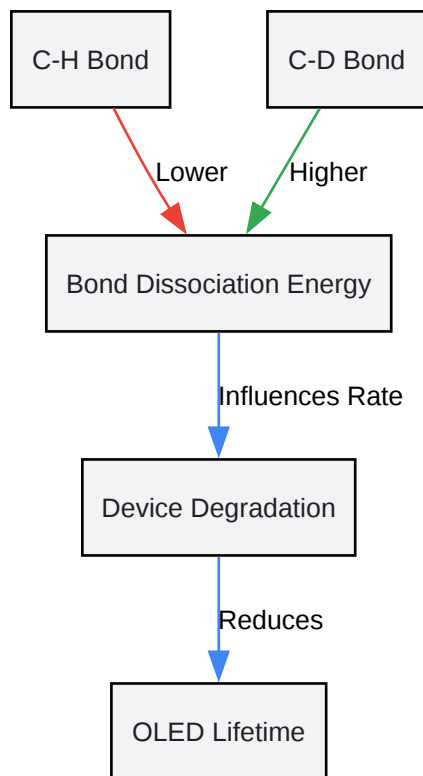 C-H Bond
C-D Bond
Lower
Higher
Bond Dissociation Energy
Influences Rate
Device Degradation
Reduces
OLED Lifetime